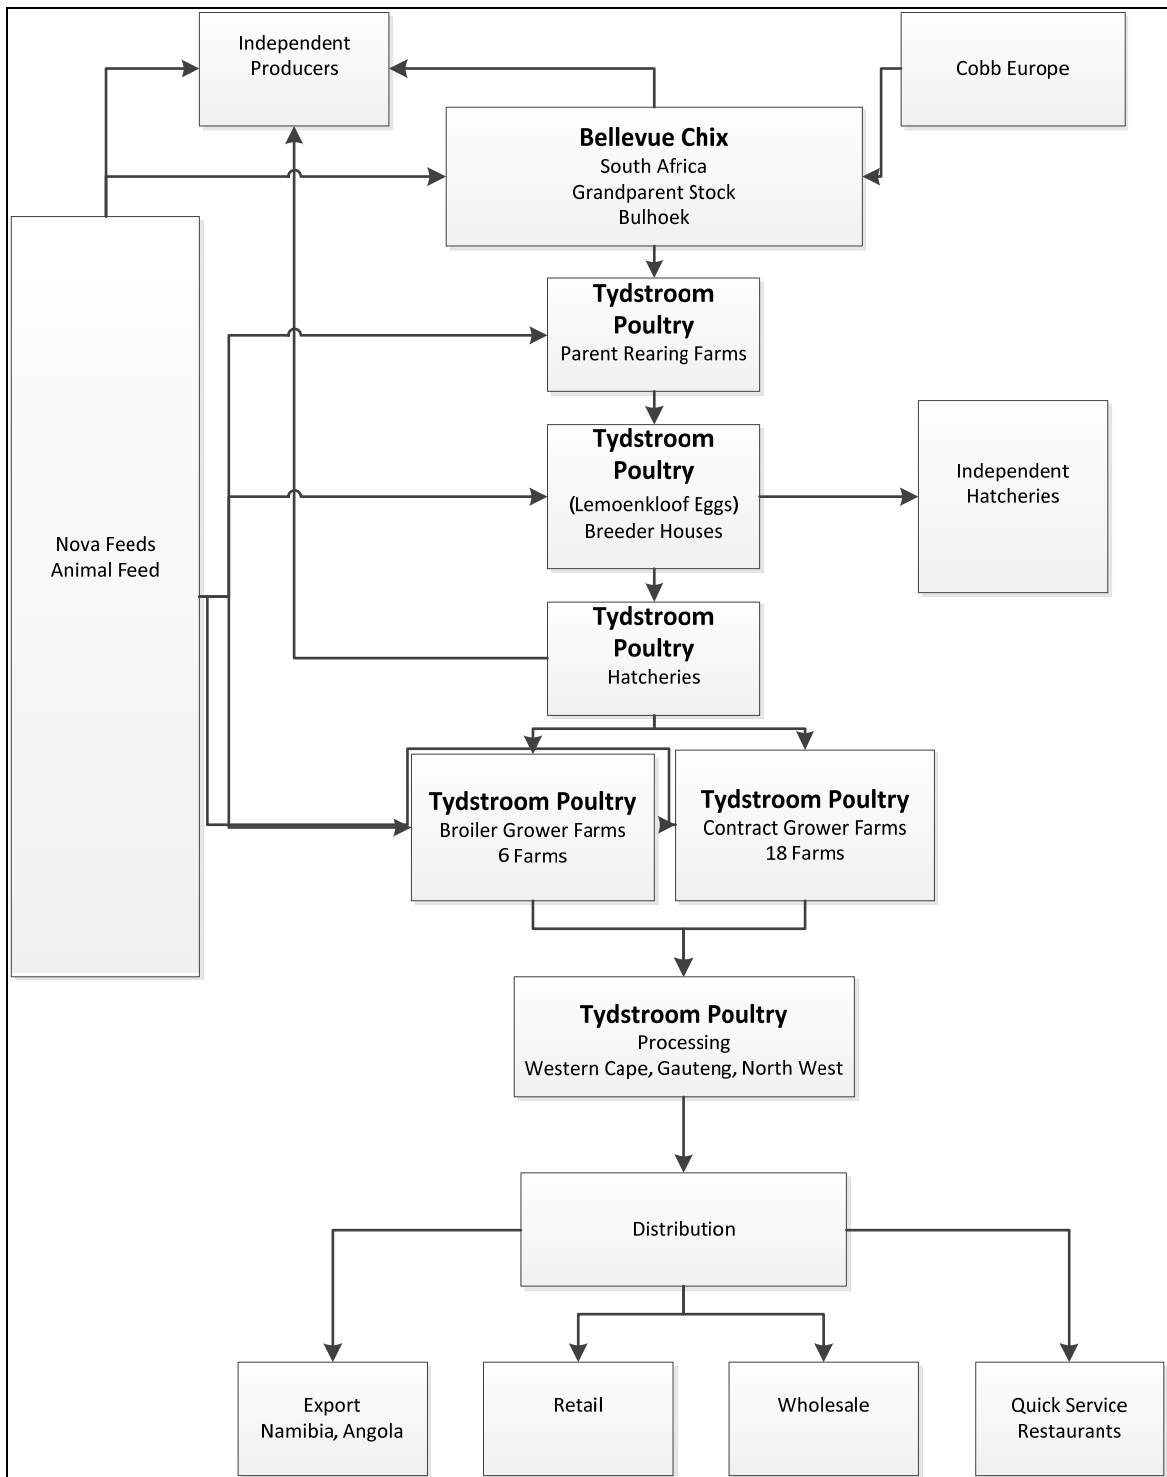 Independent
Producers
Cobb Europe
Bellevue Chix
South Africa
Grandparent Stock
Bulhoek
Tydstroom
Poultry
Parent Rearing Farms
Tydstroom
Poultry
(Lemoenkloof Eggs)
Breeder Houses
Independent
Hatcheries
Nova Feeds
Animal Feed
Tydstroom
Poultry
Hatcheries
Tydstroom Poultry
Broiler Grower Farms
6 Farms
Tydstroom Poultry
Contract Grower Farms
18 Farms
Tydstroom Poultry
Processing
Western Cape, Gauteng, North West
Distribution
Export
Namibia, Angola
Retail
Wholesale
Quick Service
Restaurants